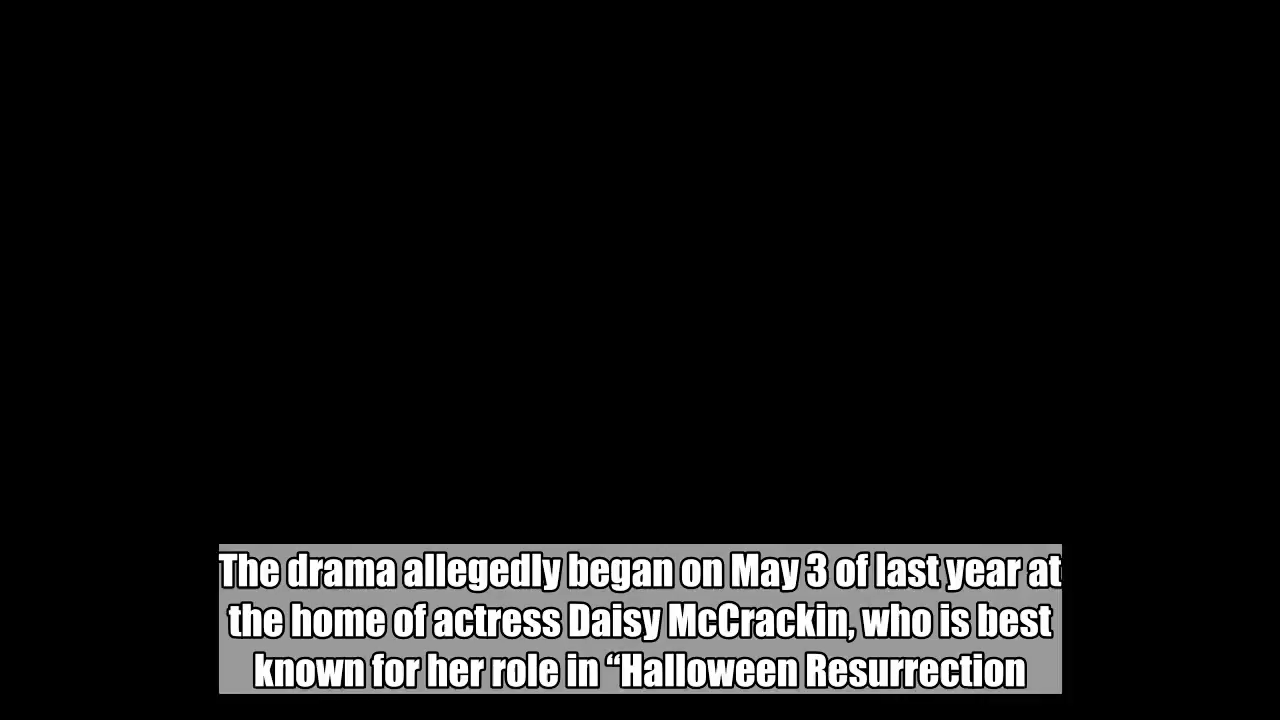 The drama allegedly began on May 3 of last year at
the home of actress Daisy McCrackin, who is best
known for her role in “Halloween Resurrection